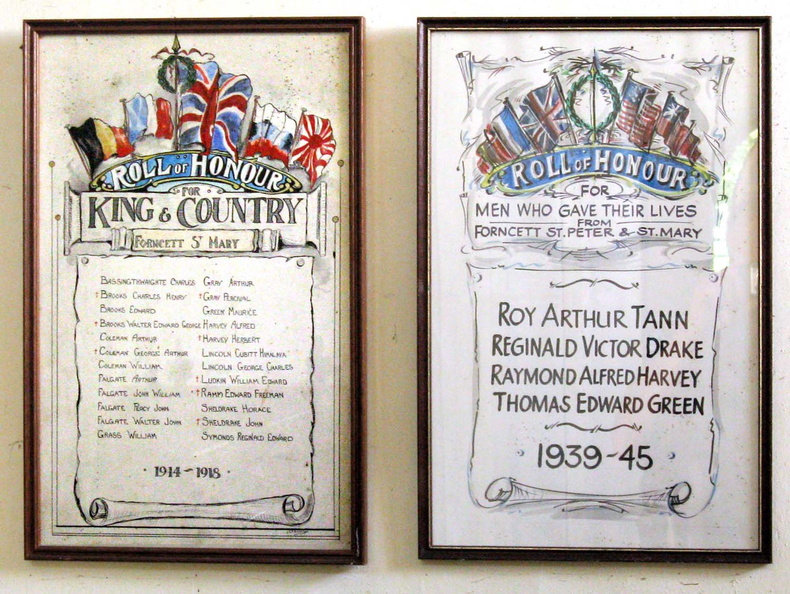 ROLL OF HONOUR
FOR
KING & COUNTRY
FORNCETT ST MARY
BASSINGTHWAIGHTE CHARLES GRAY ARTHUR
† BROOKS CHARLES HENRY † GRAY PERCIVAL
BROOKS EDWARD GREEN MAURICE
† BROOKS WALTER EDWARD GEORGE HARVEY ALFRED
COLEMAN ARTHUR † HARVEY HERBERT
† COLEMAN GEORGE ARTHUR LINCOLN CUBITT HIMALAYA
COLEMAN WILLIAM LINCOLN GEORGE CHARLES
FALGATE ARTHUR † LUDKIN WILLIAM EDWARD
FALGATE JOHN WILLIAM † RAMM EDWARD FREEMAN
FALGATE PERCY JOHN SHELDRAKE HORACE
FALGATE WALTER JOHN † SHELDRAKE JOHN
GRASS WILLIAM SYMONDS REGINALD EDWARD
· 1914 - 1918 ·
ROLL OF HONOUR
FOR
MEN WHO GAVE THEIR LIVES
FROM
FORNCETT ST. PETER & ST. MARY
ROY ARTHUR TANN
REGINALD VICTOR DRAKE
RAYMOND ALFRED HARVEY
THOMAS EDWARD GREEN
1939-45